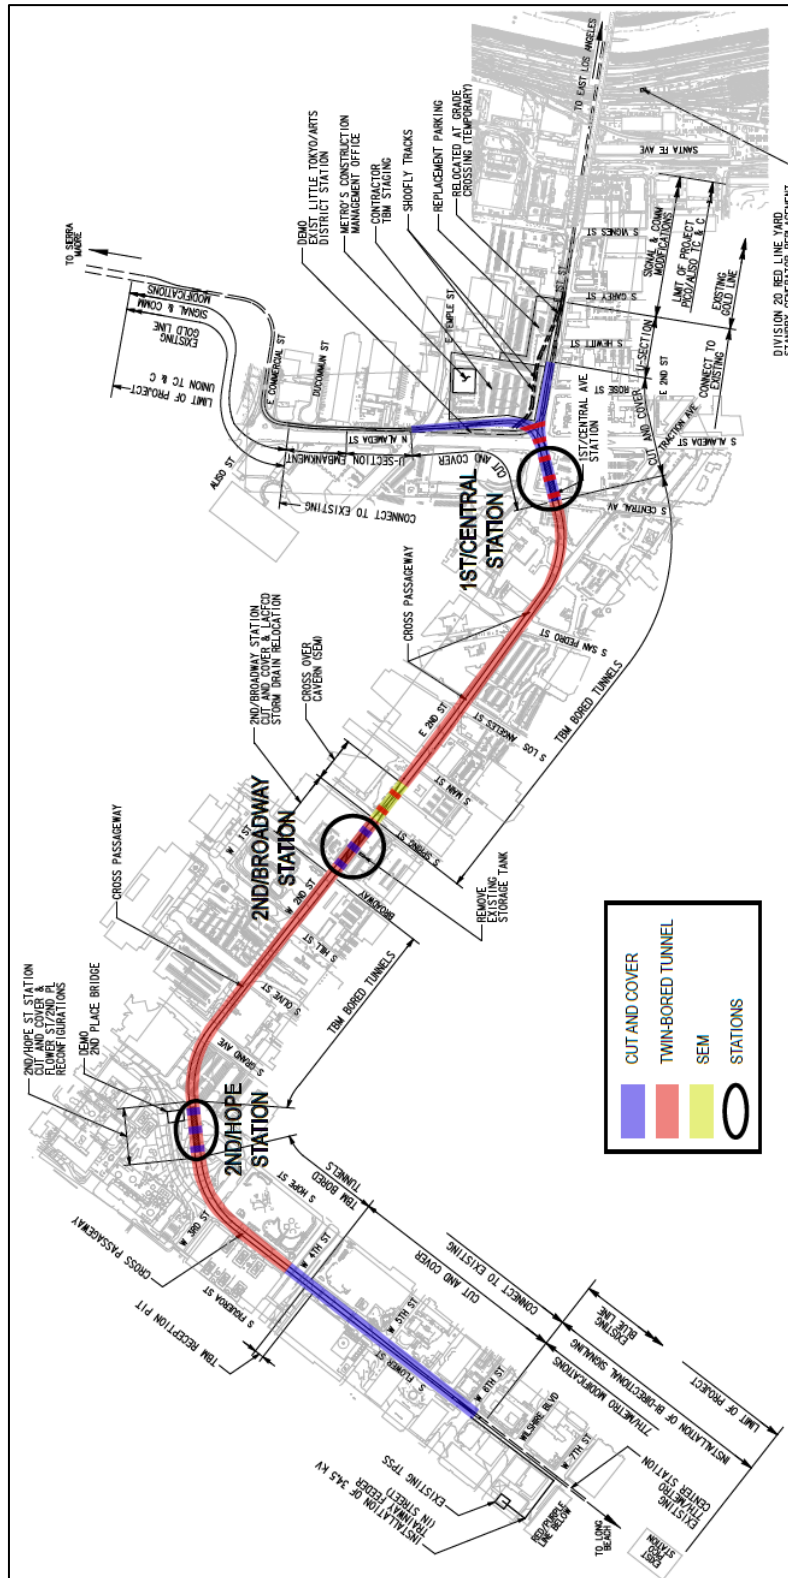 TO SIERRA
MADRE
TO EAST LOS ANGELES
DEMO
EXIST LITTLE TOKYO/ARTS
DISTRICT STATION
METRO'S CONSTRUCTION
MANAGEMENT OFFICE
CONTRACTOR
TBM STAGING
SHOOFLY TRACKS
REPLACEMENT PARKING
RELOCATED AT GRADE
CROSSING (TEMPORARY)
SANTA FE AVE
S VIGNES ST
SIGNAL & COMM
MODIFICATIONS
LIMIT OF PROJECT
PICO/ALISO TC & C
EXISTING
GOLD LINE
DIVISION 20 RED LINE YARD
STANDBY GENERATOR REPLACEMENT
S GAREY ST
S HEWITT ST
ROSE ST
E 2ND ST
U-SECTION
CONNECT TO
EXISTING
CUT AND COVER
TRACTION AVE
S ALAMEDA ST
S CENTRAL AV
1ST/CENTRAL AVE
STATION
E TEMPLE ST
E COMMERCIAL ST
DUCOMMUN ST
N ALAMEDA ST
ALISO ST
SIGNAL & COMM
MODIFICATIONS
EXISTING
GOLD LINE
LIMIT OF PROJECT
UNION TC & C
U-SECTION EMBANKMENT
CUT AND COVER
CONNECT TO EXISTING
1ST/CENTRAL
STATION
CROSS PASSAGEWAY
S SAN PEDRO ST
S LOS
ANGELES ST
TBM BORED TUNNELS
E 2ND ST
S MAIN ST
S SPRING ST
2ND/BROADWAY STATION
CUT AND COVER & LACFCD
STORM DRAIN RELOCATION
CROSS OVER
CAVERN (SEM)
2ND/BROADWAY
STATION
REMOVE
EXISTING
STORAGE TANK
W 1ST
W 2ND ST
BROADWAY
S HILL ST
S OLIVE ST
S GRAND AVE
CROSS PASSAGEWAY
TBM BORED TUNNELS
2ND/HOPE ST STATION
CUT AND COVER &
FLOWER ST/2ND PL
RECONFIGURATIONS
DEMO
2ND PLACE BRIDGE
2ND/HOPE
STATION
S HOPE ST
TBM BORED
TUNNELS
W 3RD ST
CROSS PASSAGEWAY
S FIGUEROA ST
W 4TH ST
TBM RECEPTION PIT
CUT AND COVER
CONNECT TO EXISTING
W 5TH ST
S FLOWER ST
W 6TH ST
WILSHIRE BLVD
W 7TH ST
7TH/METRO MODIFICATIONS
INSTALLATION OF BI-DIRECTIONAL SIGNALING
EXISTING
BLUE LINE
LIMIT OF PROJECT
INSTALLATION OF 34.5 KV
TRAINWAY FEEDER
(IN STREET)
EXISTING TPSS
RED/PURPLE
LINE BELOW
TO LONG
BEACH
EXISTING
7TH/METRO
CENTER STATION
EXIST
PICO
STATION
CUT AND COVER
TWIN-BORED TUNNEL
SEM
STATIONS